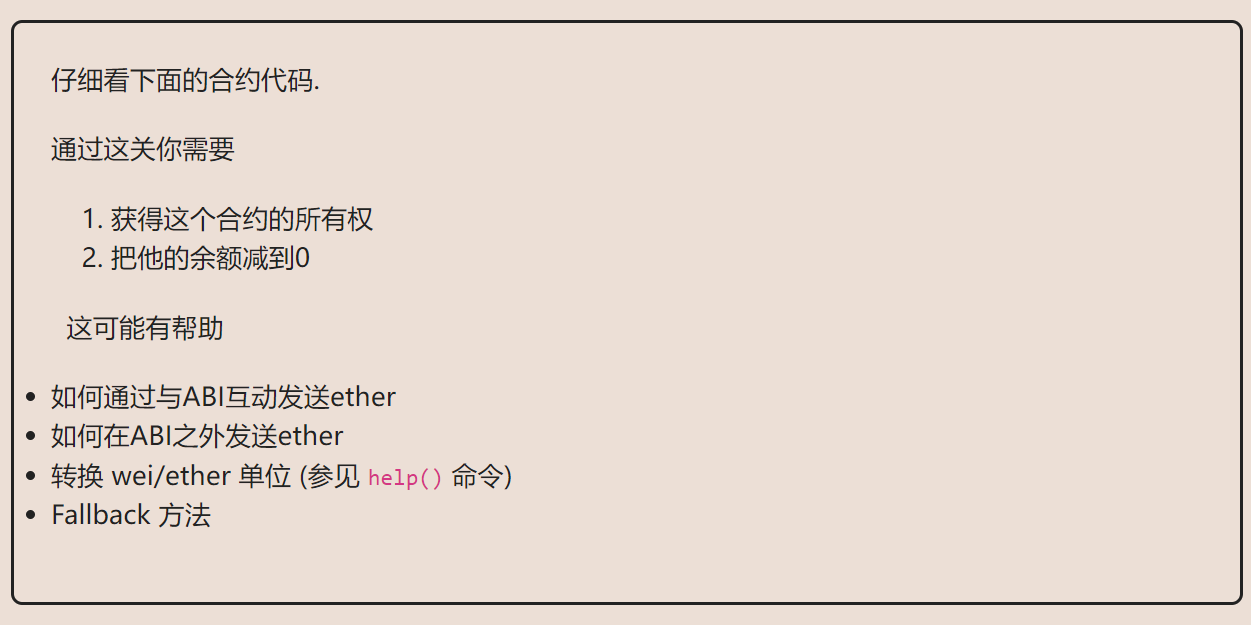 仔细看下面的合约代码.
通过这关你需要
1. 获得这个合约的所有权
2. 把他的余额减到0
这可能有帮助
• 如何通过与ABI互动发送ether
• 如何在ABI之外发送ether
• 转换 wei/ether 单位 (参见 help() 命令)
• Fallback 方法